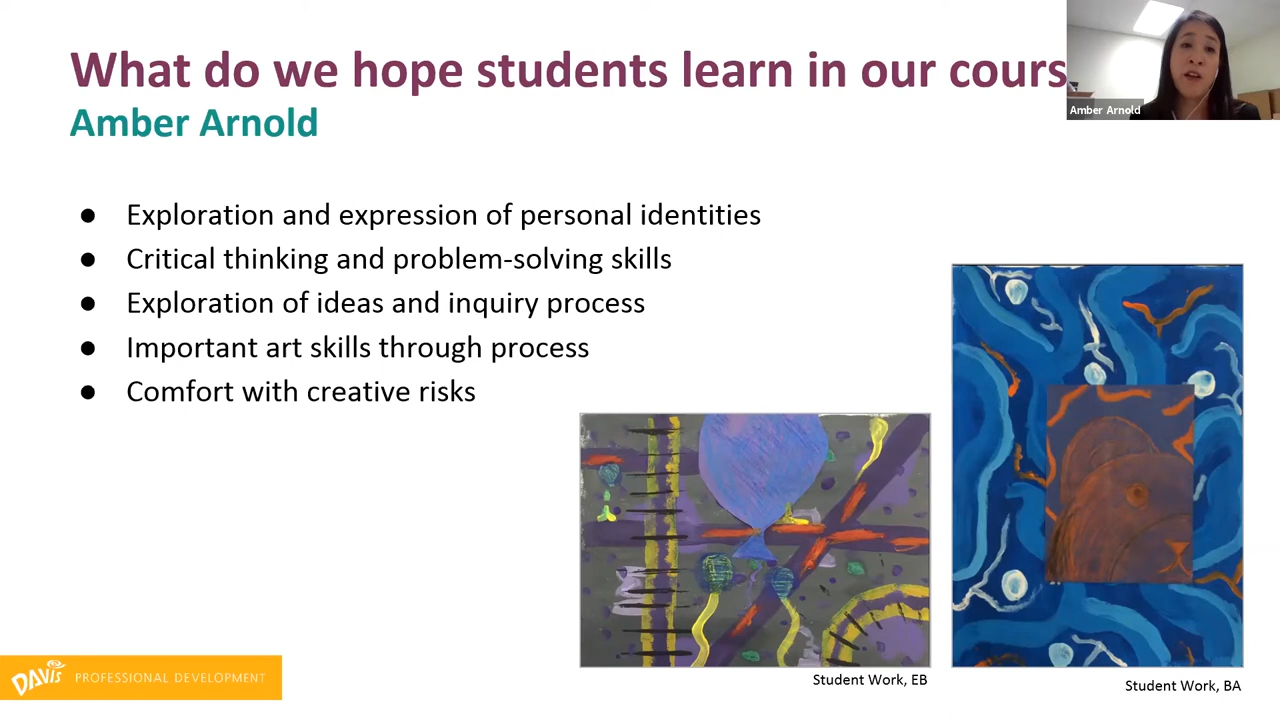 What do we hope students learn in our cours
Amber Arnold
Amber Arnold
● Exploration and expression of personal identities
● Critical thinking and problem-solving skills
● Exploration of ideas and inquiry process
● Important art skills through process
● Comfort with creative risks
Student Work, EB
Student Work, BA
DAVIS PROFESSIONAL DEVELOPMENT